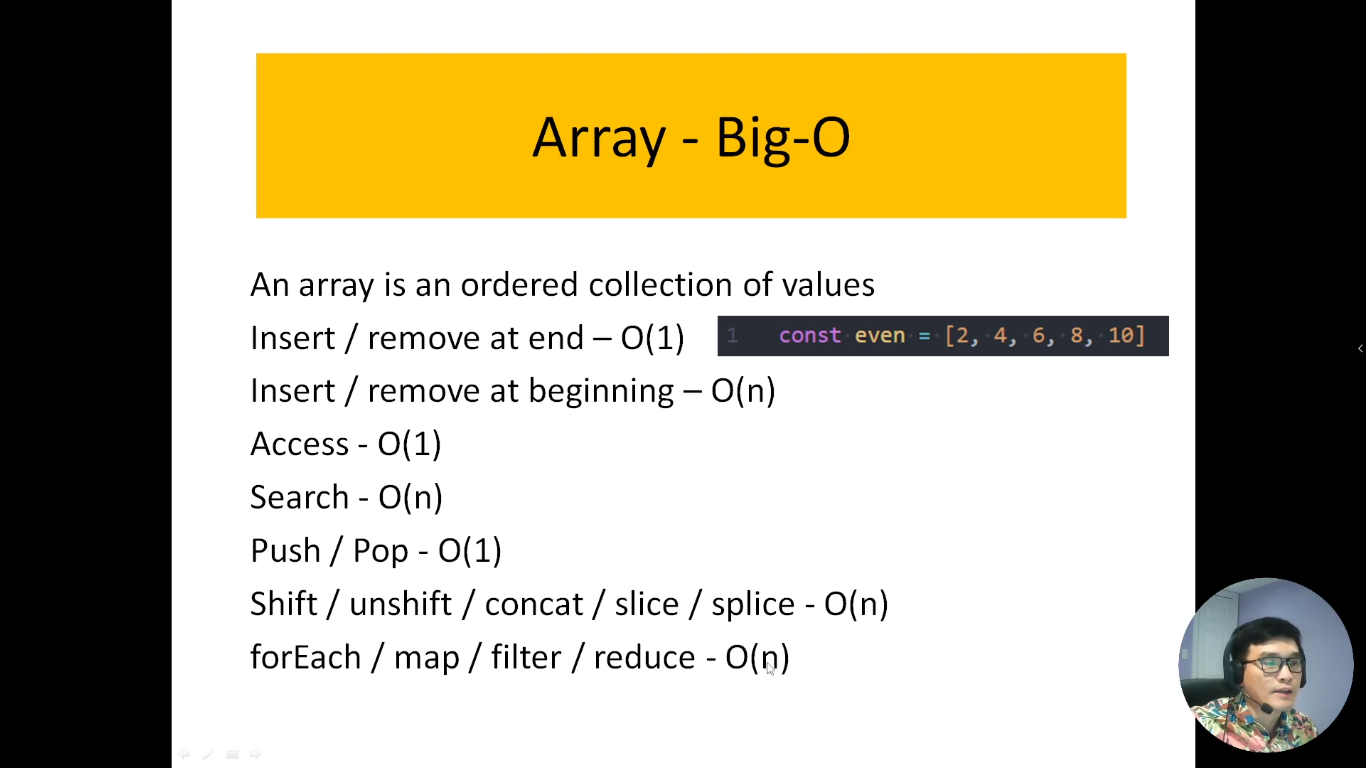 Array - Big-O
An array is an ordered collection of values
Insert / remove at end – O(1)
1 const even = [2, 4, 6, 8, 10]
Insert / remove at beginning – O(n)
Access - O(1)
Search - O(n)
Push / Pop - O(1)
Shift / unshift / concat / slice / splice - O(n)
forEach / map / filter / reduce - O(n)